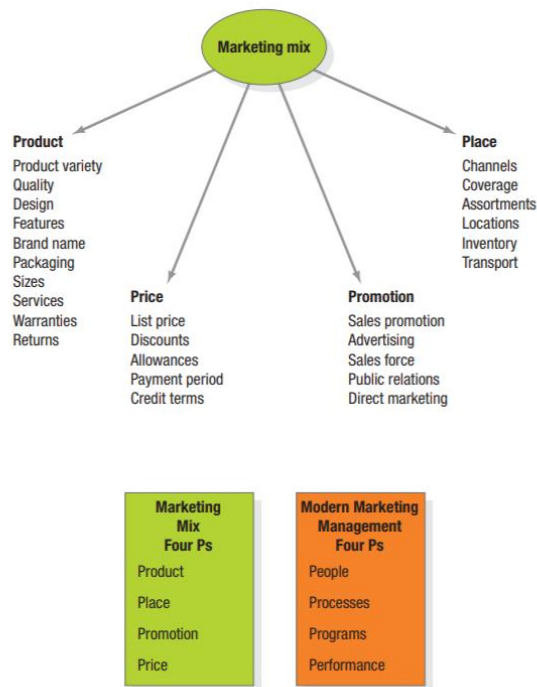 Marketing mix
Product
Product variety
Quality
Design
Features
Brand name
Packaging
Sizes
Services
Warranties
Returns
Price
List price
Discounts
Allowances
Payment period
Credit terms
Promotion
Sales promotion
Advertising
Sales force
Public relations
Direct marketing
Place
Channels
Coverage
Assortments
Locations
Inventory
Transport
Marketing
Mix
Four Ps
Product
Place
Promotion
Price
Modern Marketing
Management
Four Ps
People
Processes
Programs
Performance